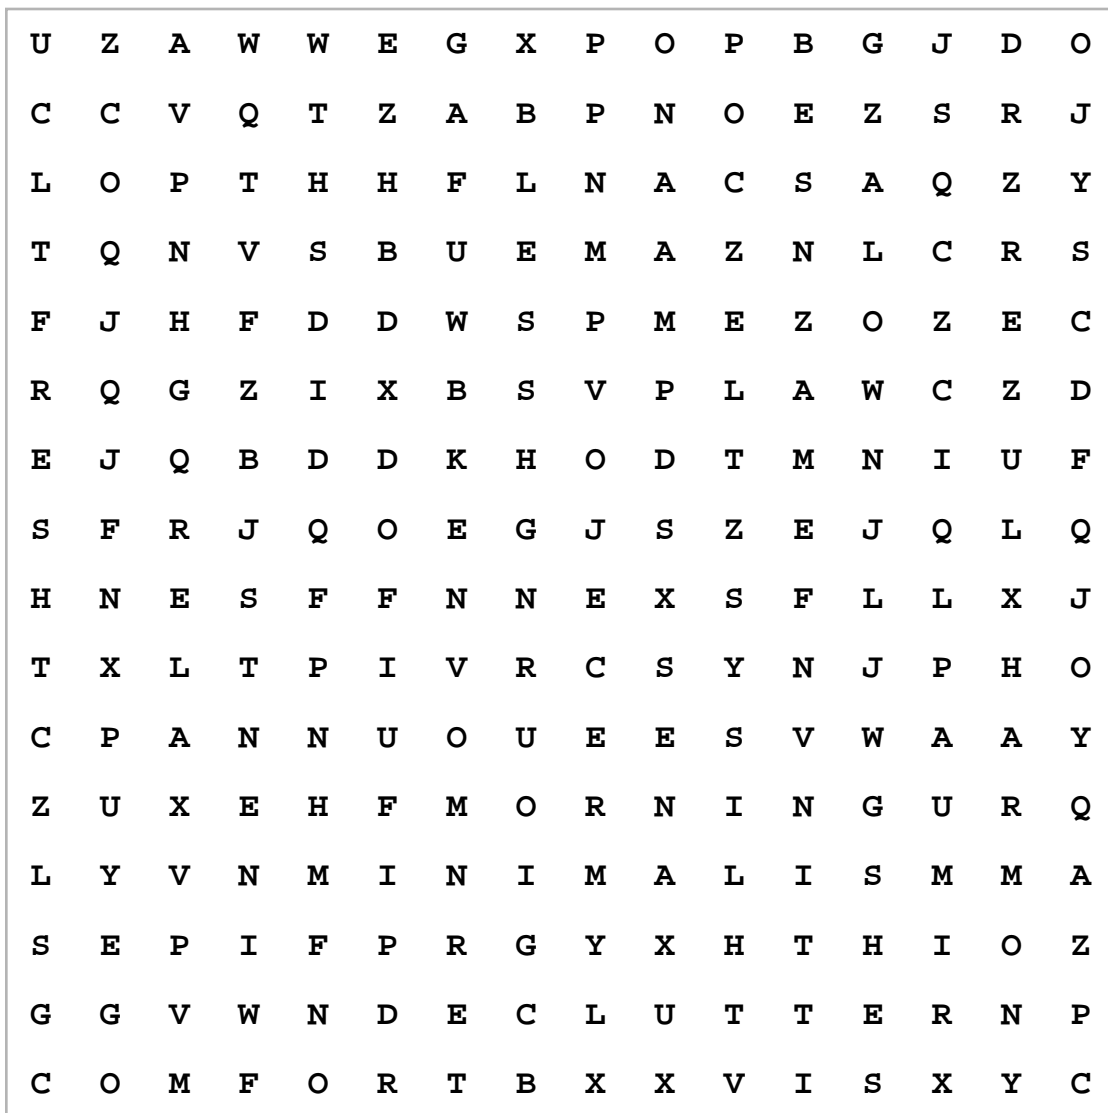 U Z A W W E G X P O P B G J D O
C C V Q T Z A B P N O E Z S R J
L O P T H H F L N A C S A Q Z Y
T Q N V S B U E M A Z N L C R S
F J H F D D W S P M E Z O Z E C
R Q G Z I X B S V P L A W C Z D
E J Q B D D K H O D T M N I U F
S F R J Q O E G J S Z E J Q L Q
H N E S F F N N E X S F L L X J
T X L T P I V R C S Y N J P H O
C P A N N U O U E E S V W A A Y
Z U X E H F M O R N I N G U R Q
L Y V N M I N I M A L I S M M A
S E P I F P R G Y X H T H I O Z
G G V W N D E C L U T T E R N P
C O M F O R T B X X V I S X Y C